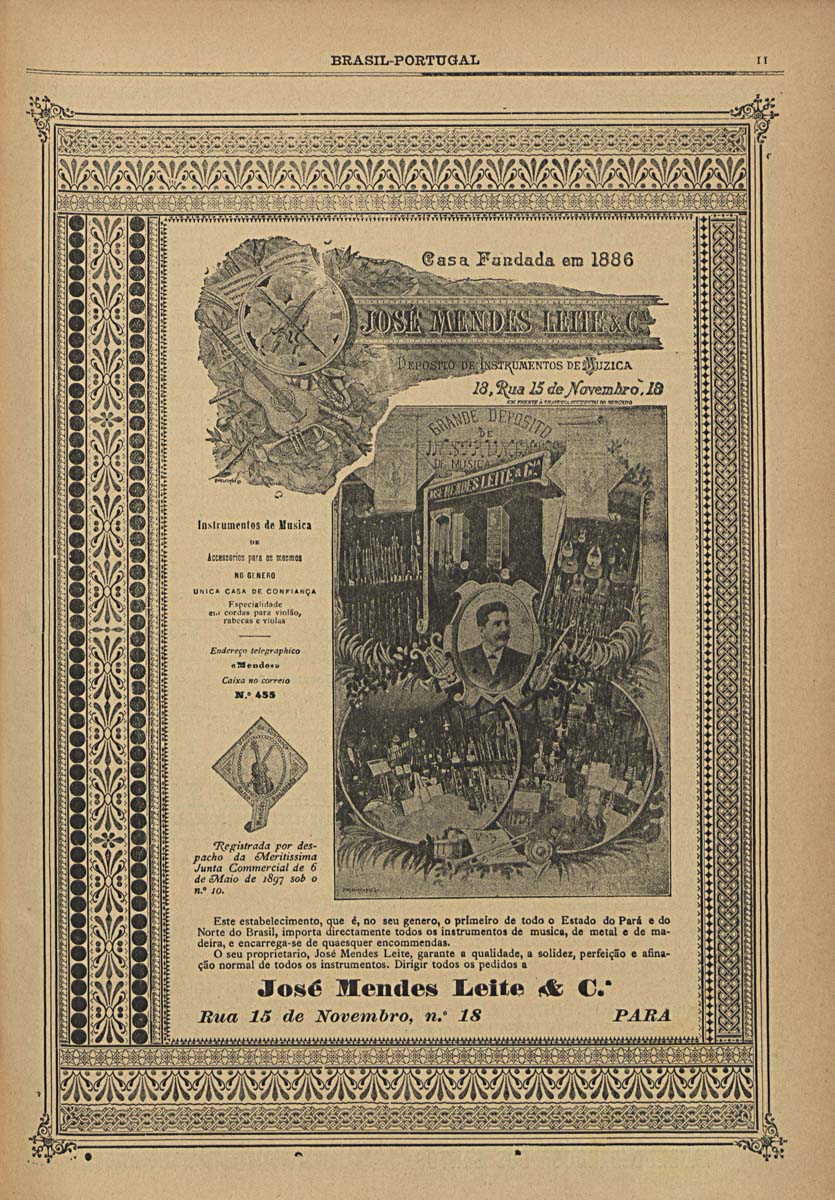 BRASIL-PORTUGAL
11
Casa Fundada em 1886
JOSÉ MENDES LEITE & C.ª
DEPOSITO DE INSTRUMENTOS DE MUZICA
18, Rua 15 de Novembro, 18
GRANDE DEPOSITO
DE
INSTRUMENTOS
DE MUSICA
JOSE MENDES LEITE & C.ia
Instrumentos de Musica
DE
Accessorios para os mesmos
NO GENERO
UNICA CASA DE CONFIANÇA
Especialidade
em cordas para violão,
rabecas e violas
Endereço telegraphico
«Mendes»
Caixa no correio
N.º 455
Registrada por des-
pacho da Meritissima
Junta Commercial de 6
de Maio de 1897 sob o
n.º 10.
Este estabelecimento, que é, no seu genero, o primeiro de todo o Estado do Pará e do
Norte do Brasil, importa directamente todos os instrumentos de musica, de metal e de ma-
deira, e encarrega-se de quaesquer encommendas.
O seu proprietario, José Mendes Leite, garante a qualidade, a solidez, perfeição e afina-
ção normal de todos os instrumentos. Dirigir todos os pedidos a
José Mendes Leite & C.ª
Rua 15 de Novembro, n.º 18 PARA